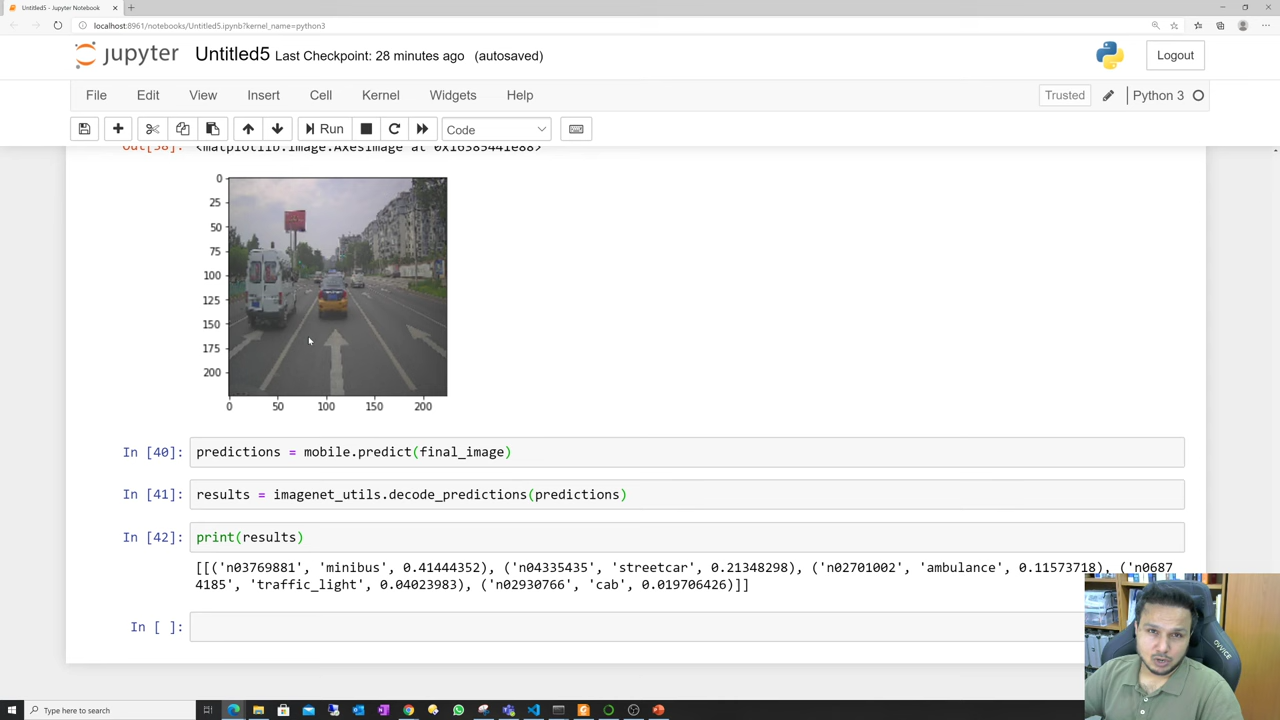 Untitled5 - Jupyter Notebook
localhost:8961/notebooks/Untitled5.ipynb?kernel_name=python3
jupyter Untitled5 Last Checkpoint: 28 minutes ago (autosaved)
Logout
File Edit View Insert Cell Kernel Widgets Help
Trusted Python 3
Run Code
Out[58]: <matplotlib.image.AxesImage at 0x16385441e88>
0
25
50
75
100
125
150
175
200
0 50 100 150 200
In [40]: predictions = mobile.predict(final_image)
In [41]: results = imagenet_utils.decode_predictions(predictions)
In [42]: print(results)
[[('n03769881', 'minibus', 0.41444352), ('n04335435', 'streetcar', 0.21348298), ('n02701002', 'ambulance', 0.11573718), ('n0687
4185', 'traffic_light', 0.04023983), ('n02930766', 'cab', 0.019706426)]]
In [ ]:
Type here to search